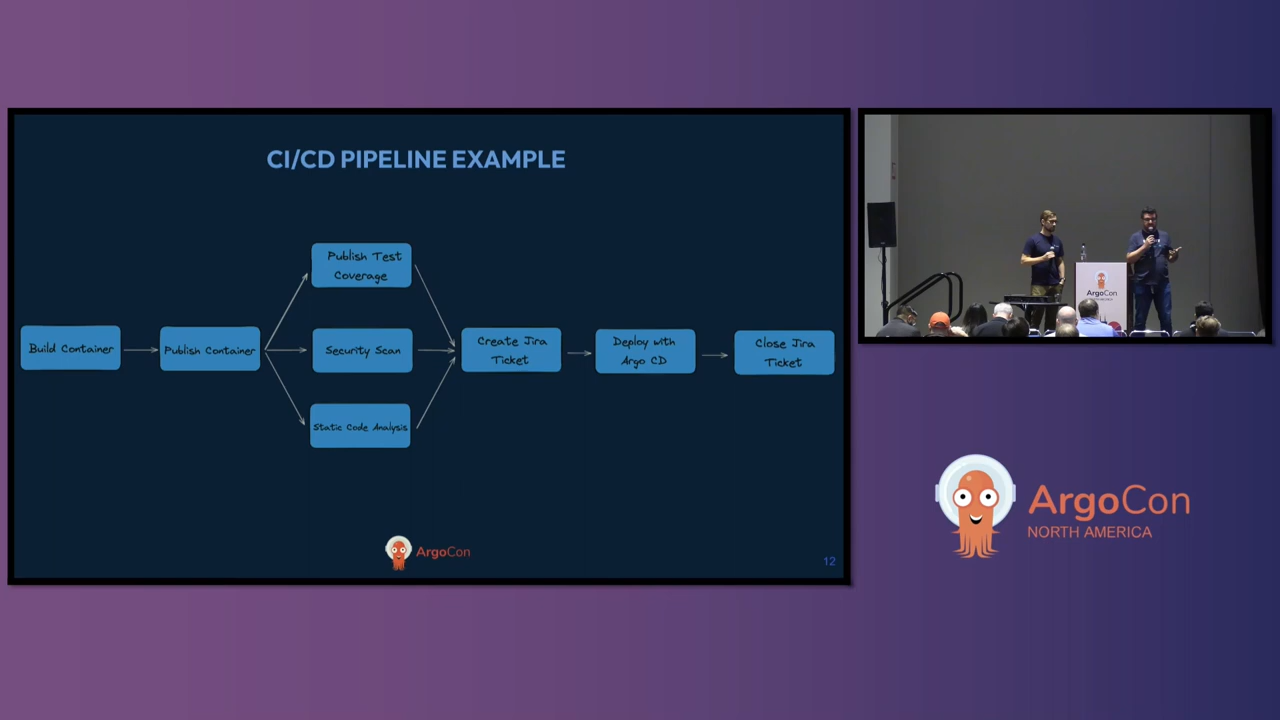 CI/CD PIPELINE EXAMPLE
Publish Test
Coverage
Build Container
Publish Container
Security Scan
Create Jira
Ticket
Deploy with
Argo CD
Close Jira
Ticket
Static Code Analysis
ArgoCon
12
ArgoCon
ArgoCon
NORTH AMERICA